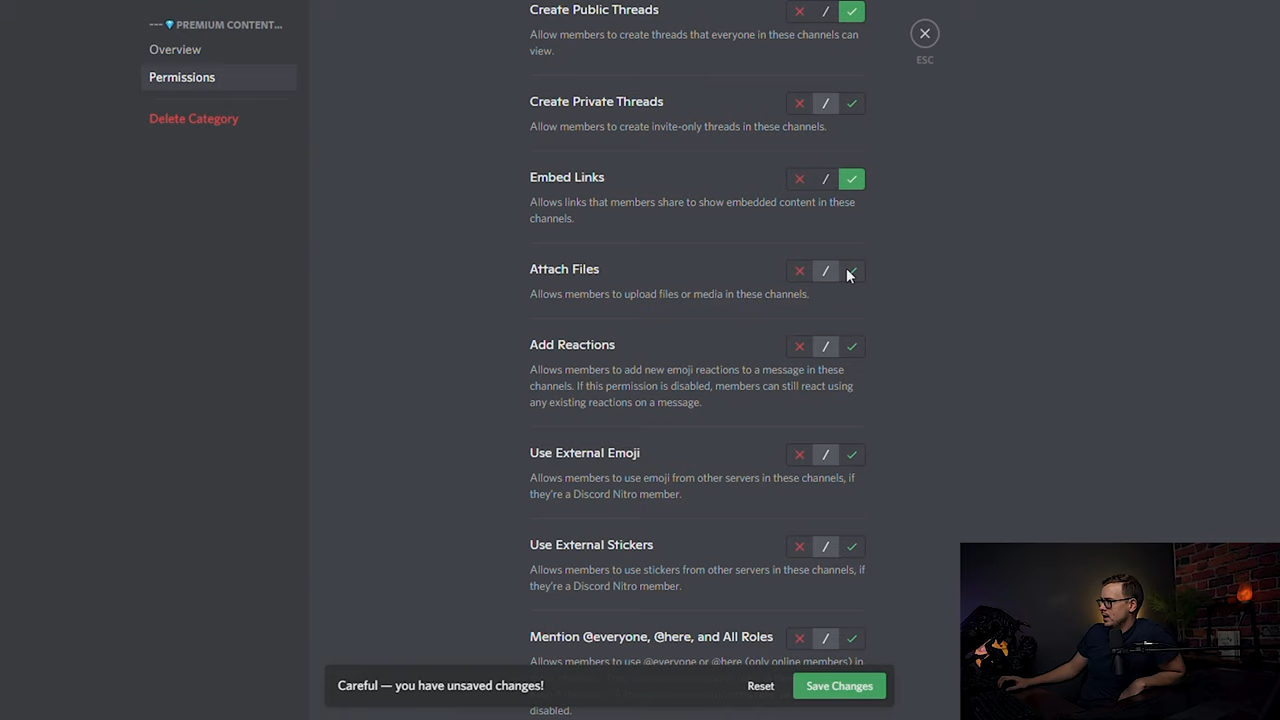 --- 💎 PREMIUM CONTENT...
Overview
Permissions
Delete Category
Create Public Threads
Allow members to create threads that everyone in these channels can
view.
Create Private Threads
Allow members to create invite-only threads in these channels.
Embed Links
Allows links that members share to show embedded content in these
channels.
Attach Files
Allows members to upload files or media in these channels.
Add Reactions
Allows members to add new emoji reactions to a message in these
channels. If this permission is disabled, members can still react using
any existing reactions on a message.
Use External Emoji
Allows members to use emoji from other servers in these channels, if
they're a Discord Nitro member.
Use External Stickers
Allows members to use stickers from other servers in these channels, if
they're a Discord Nitro member.
Mention @everyone, @here, and All Roles
Allows members to use @everyone or @here (only online members) in
disabled.
ESC
Careful — you have unsaved changes!
Reset
Save Changes